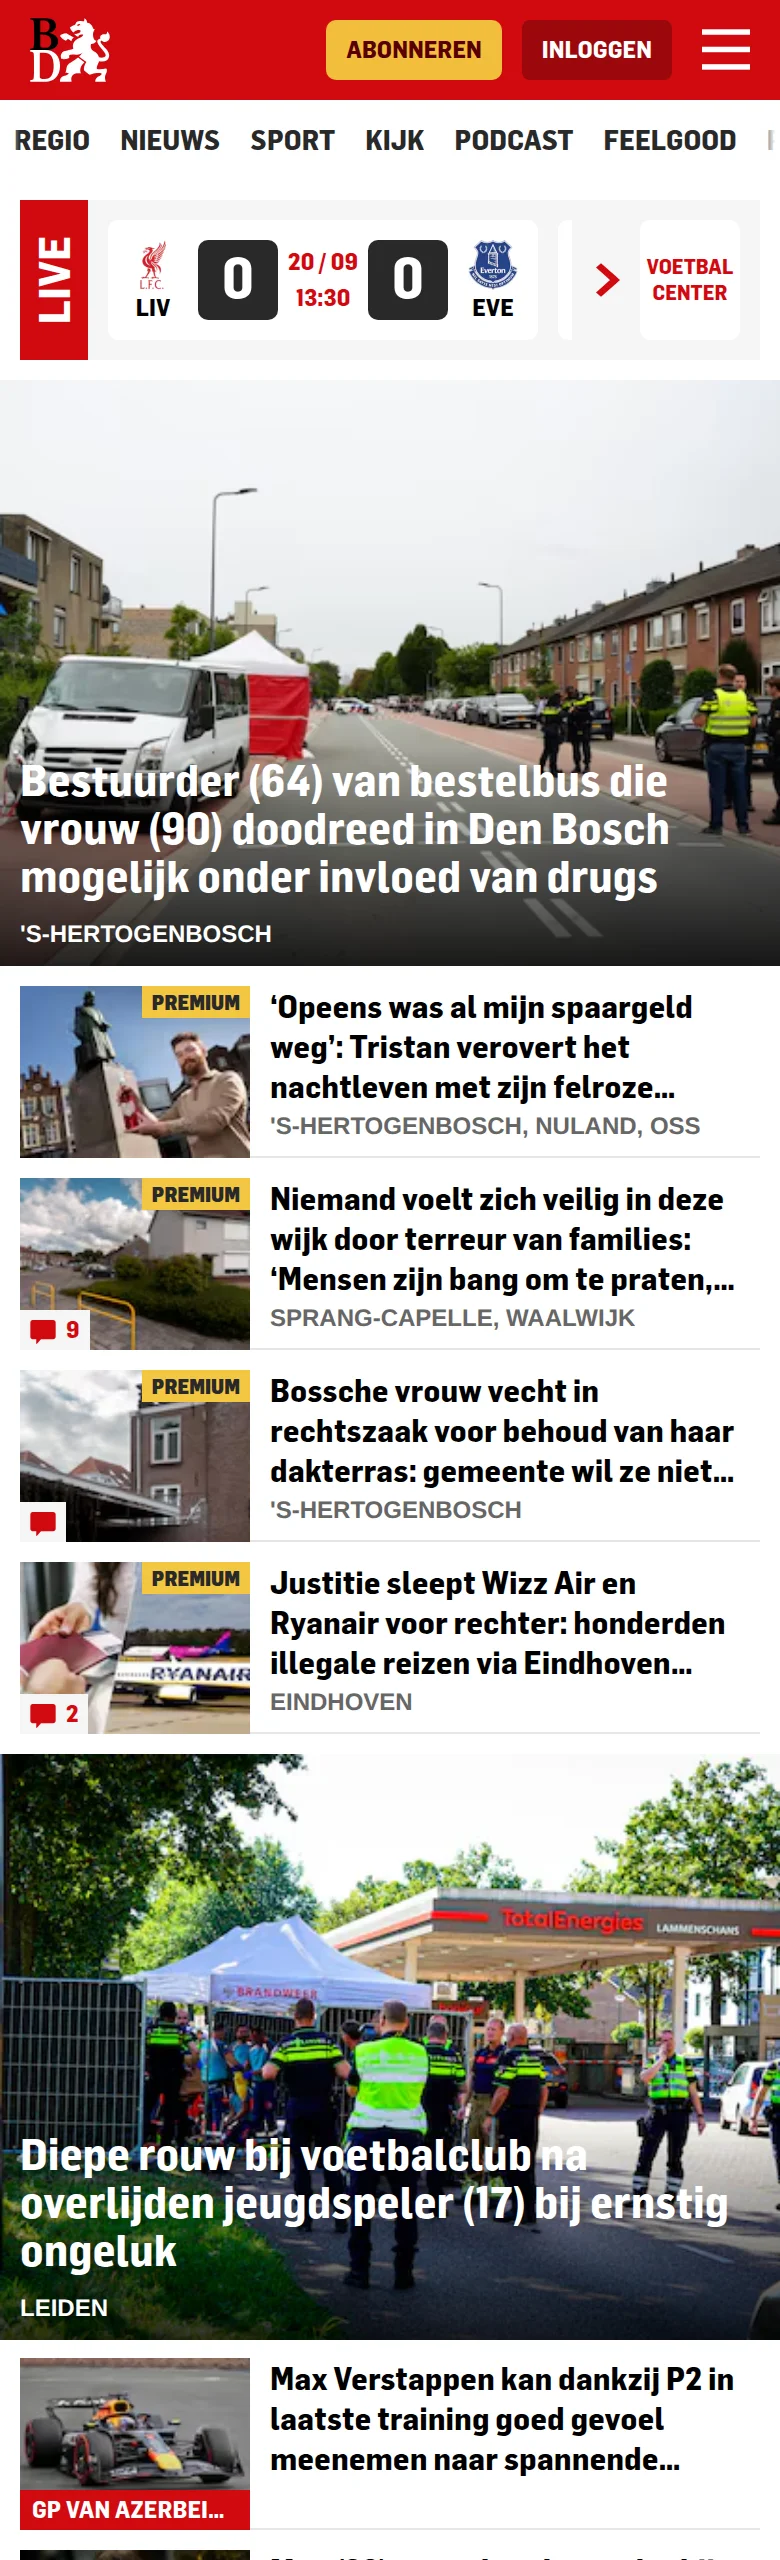 BD
ABONNEREN
INLOGGEN
REGIO NIEUWS SPORT KIJK PODCAST FEELGOOD
LIVE
L.F.C.
LIV
0
20 / 09
13:30
0
Everton
EVE
VOETBAL
CENTER
Bestuurder (64) van bestelbus die
vrouw (90) doodreed in Den Bosch
mogelijk onder invloed van drugs
'S-HERTOGENBOSCH
PREMIUM
‘Opeens was al mijn spaargeld
weg’: Tristan verovert het
nachtleven met zijn felroze...
'S-HERTOGENBOSCH, NULAND, OSS
PREMIUM
9
Niemand voelt zich veilig in deze
wijk door terreur van families:
‘Mensen zijn bang om te praten,...
SPRANG-CAPELLE, WAALWIJK
PREMIUM
Bossche vrouw vecht in
rechtszaak voor behoud van haar
dakterras: gemeente wil ze niet...
'S-HERTOGENBOSCH
PREMIUM
RYANAIR
2
Justitie sleept Wizz Air en
Ryanair voor rechter: honderden
illegale reizen via Eindhoven...
EINDHOVEN
TotalEnergies LAMMENSCHANS
BRANDWEER
Diepe rouw bij voetbalclub na
overlijden jeugdspeler (17) bij ernstig
ongeluk
LEIDEN
GP VAN AZERBEI...
Max Verstappen kan dankzij P2 in
laatste training goed gevoel
meenemen naar spannende...